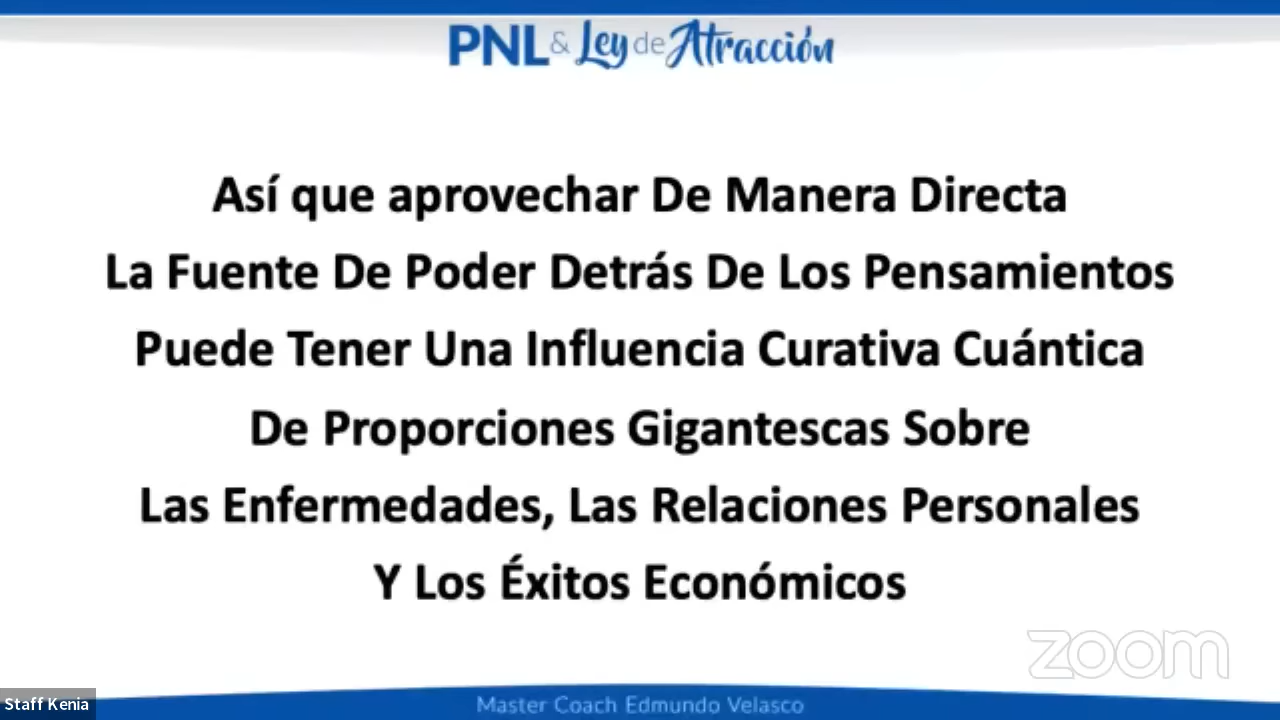 PNL & Ley de Atracción
Así que aprovechar De Manera Directa
La Fuente De Poder Detrás De Los Pensamientos
Puede Tener Una Influencia Curativa Cuántica
De Proporciones Gigantescas Sobre
Las Enfermedades, Las Relaciones Personales
Y Los Éxitos Económicos
zoom
Staff Kenia
Master Coach Edmundo Velasco